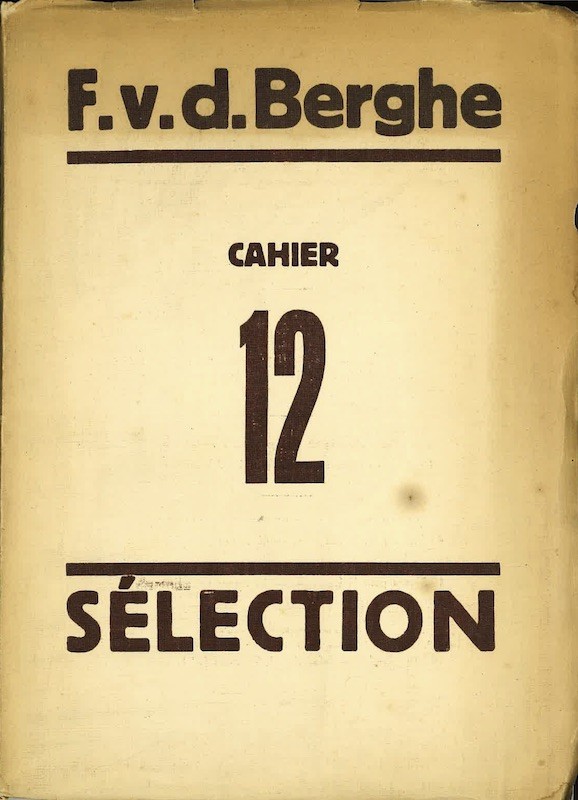 F.v.d.Berghe
CAHIER
12
SÉLECTION